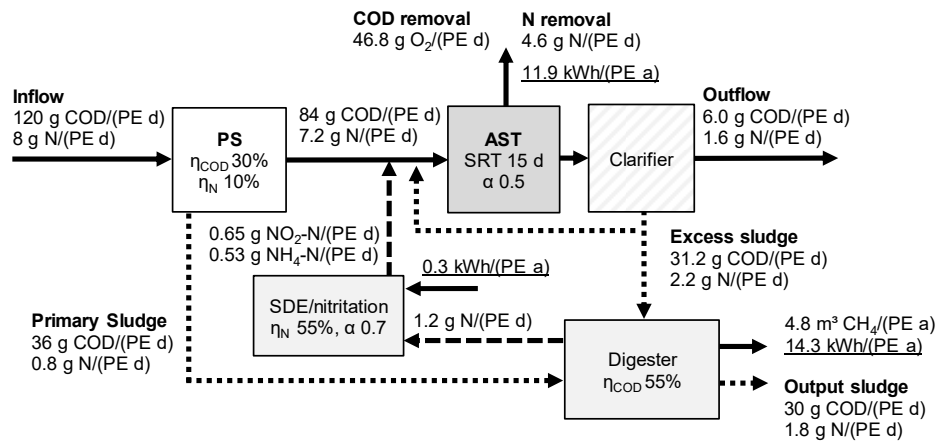 COD removal
46.8 g O₂/(PE d)
N removal
4.6 g N/(PE d)
11.9 kWh/(PE a)
Inflow
120 g COD/(PE d)
8 g N/(PE d)
PS
η_COD 30%
η_N 10%
84 g COD/(PE d)
7.2 g N/(PE d)
AST
SRT 15 d
α 0.5
Clarifier
Outflow
6.0 g COD/(PE d)
1.6 g N/(PE d)
0.65 g NO₂-N/(PE d)
0.53 g NH₄-N/(PE d)
Excess sludge
31.2 g COD/(PE d)
2.2 g N/(PE d)
0.3 kWh/(PE a)
SDE/nitritation
η_N 55%, α 0.7
1.2 g N/(PE d)
Primary Sludge
36 g COD/(PE d)
0.8 g N/(PE d)
Digester
η_COD 55%
4.8 m³ CH₄/(PE a)
14.3 kWh/(PE a)
Output sludge
30 g COD/(PE d)
1.8 g N/(PE d)